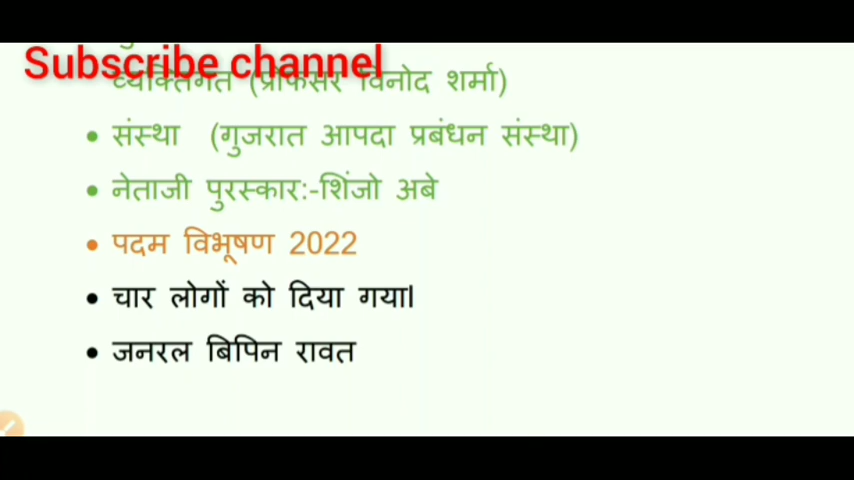 Subscribe channel
व्यक्तिगत (प्रोफेसर विनोद शर्मा)
• संस्था (गुजरात आपदा प्रबंधन संस्था)
• नेताजी पुरस्कार:-शिंजो अबे
• पदम विभूषण 2022
• चार लोगों को दिया गया।
• जनरल बिपिन रावत